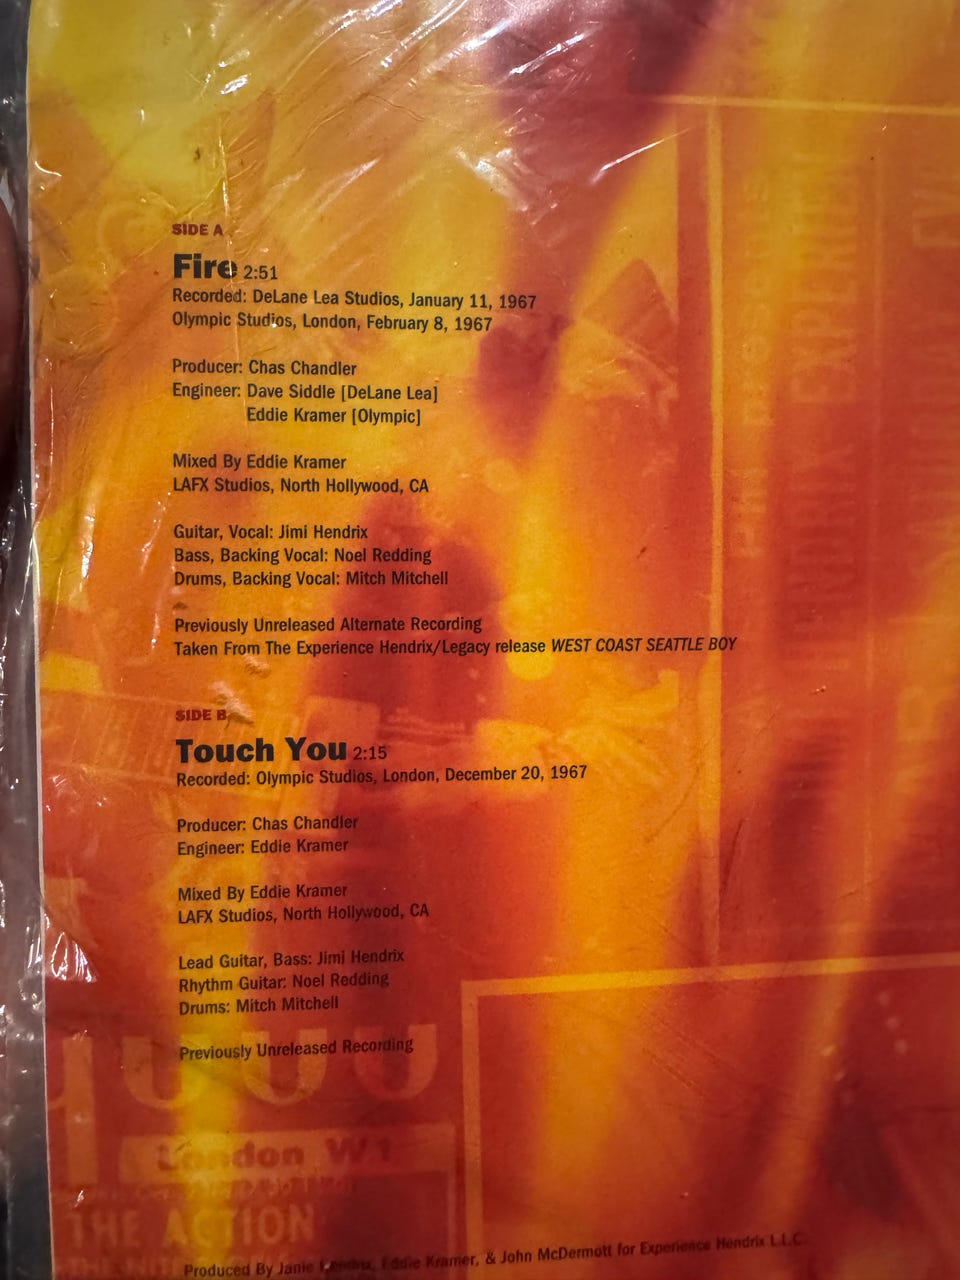 SIDE A
Fire 2:51
Recorded: DeLane Lea Studios, January 11, 1967
Olympic Studios, London, February 8, 1967
Producer: Chas Chandler
Engineer: Dave Siddle [DeLane Lea]
Eddie Kramer [Olympic]
Mixed By Eddie Kramer
LAFX Studios, North Hollywood, CA
Guitar, Vocal: Jimi Hendrix
Bass, Backing Vocal: Noel Redding
Drums, Backing Vocal: Mitch Mitchell
Previously Unreleased Alternate Recording
Taken From The Experience Hendrix/Legacy release WEST COAST SEATTLE BOY
SIDE B
Touch You 2:15
Recorded: Olympic Studios, London, December 20, 1967
Producer: Chas Chandler
Engineer: Eddie Kramer
Mixed By Eddie Kramer
LAFX Studios, North Hollywood, CA
Lead Guitar, Bass: Jimi Hendrix
Rhythm Guitar: Noel Redding
Drums: Mitch Mitchell
Previously Unreleased Recording
London W1
THE ACTION
Produced By Janie Hendrix, Eddie Kramer, & John McDermott for Experience Hendrix L.L.C.